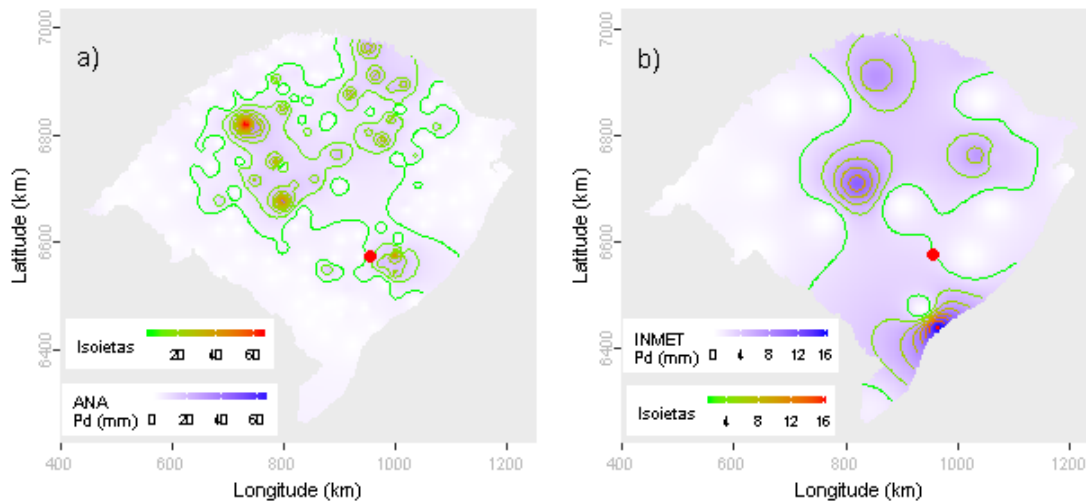 a)
Latitude (km)
7000
6800
6600
6400
Isoietas
20 40 60
ANA
Pd (mm) 0 20 40 60
400 600 800 1000 1200
Longitude (km)
b)
Latitude (km)
7000
6800
6600
6400
INMET
Pd (mm) 0 4 8 12 16
Isoietas
4 8 12 16
400 600 800 1000 1200
Longitude (km)